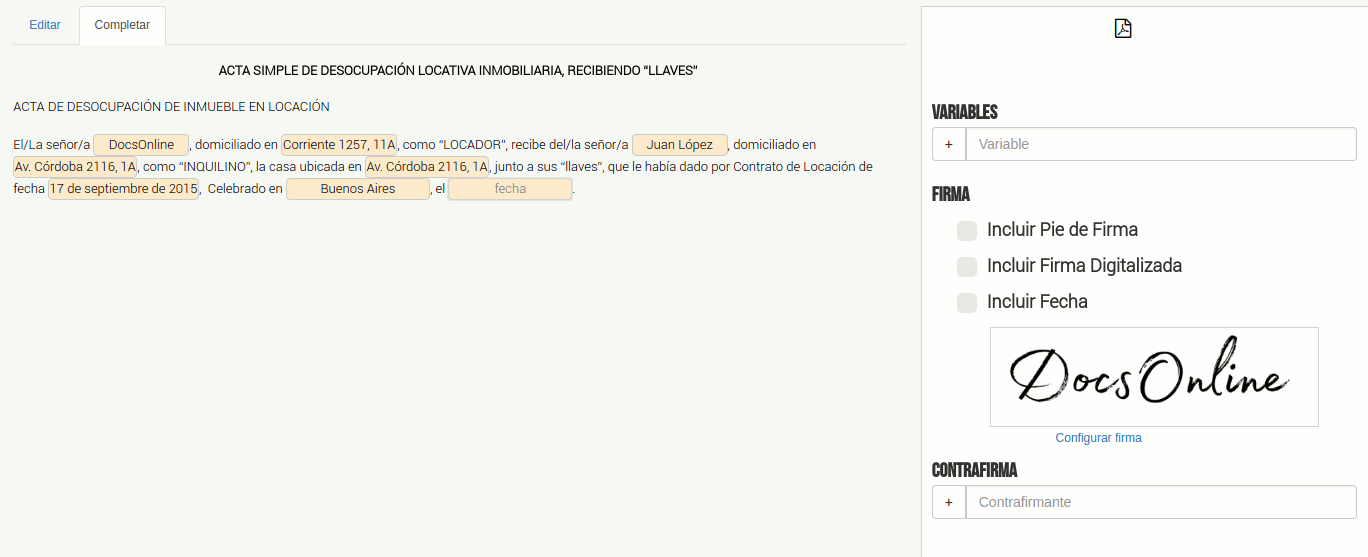 Editar
Completar
ACTA SIMPLE DE DESOCUPACIÓN LOCATIVA INMOBILIARIA, RECIBIENDO “LLAVES”
ACTA DE DESOCUPACIÓN DE INMUEBLE EN LOCACIÓN
El/La señor/a DocsOnline, domiciliado en Corriente 1257, 11A, como “LOCADOR”, recibe del/la señor/a Juan López, domiciliado en
Av. Córdoba 2116, 1A, como “INQUILINO”, la casa ubicada en Av. Córdoba 2116, 1A, junto a sus “llaves”, que le había dado por Contrato de Locación de
fecha 17 de septiembre de 2015, Celebrado en Buenos Aires, el fecha.
VARIABLES
+ Variable
FIRMA
Incluir Pie de Firma
Incluir Firma Digitalizada
Incluir Fecha
DocsOnline
Configurar firma
CONTRAFIRMA
+ Contrafirmante